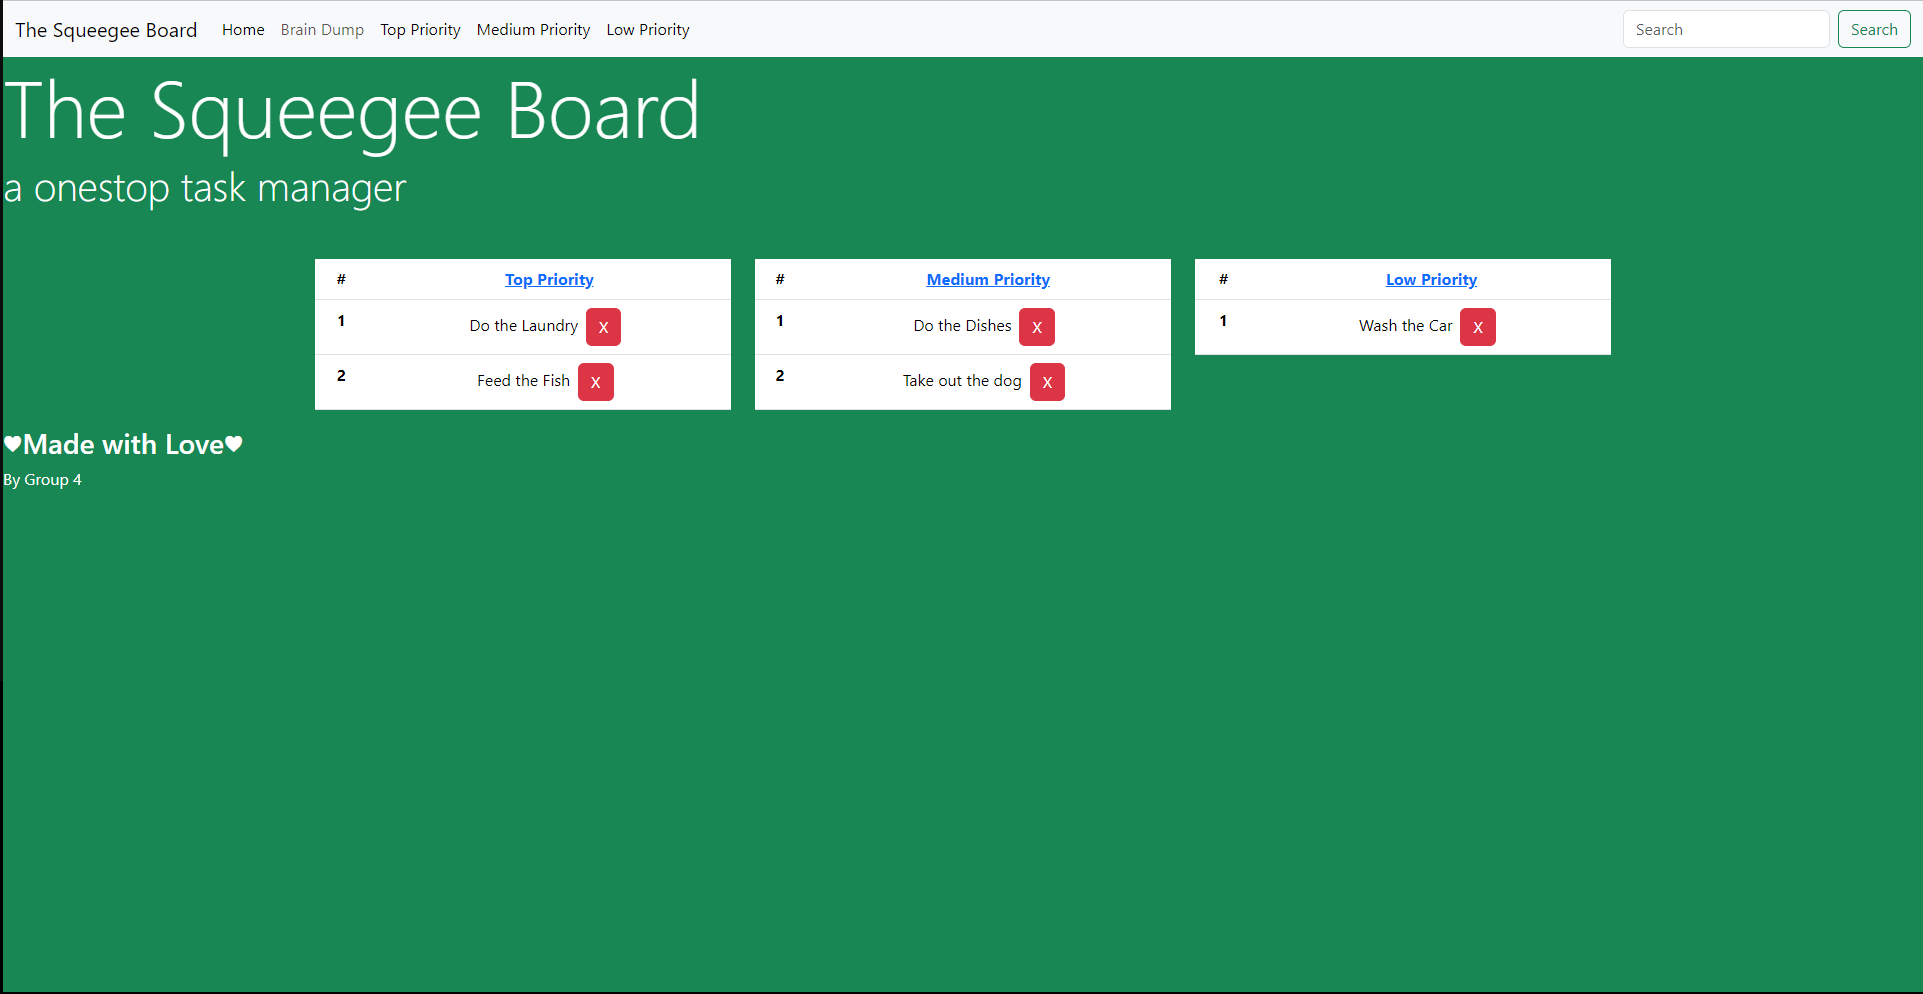 The Squeegee Board Home Brain Dump Top Priority Medium Priority Low Priority Search Search
The Squeegee Board
a onestop task manager
# Top Priority
1 Do the Laundry X
2 Feed the Fish X
# Medium Priority
1 Do the Dishes X
2 Take out the dog X
# Low Priority
1 Wash the Car X
♥Made with Love♥
By Group 4